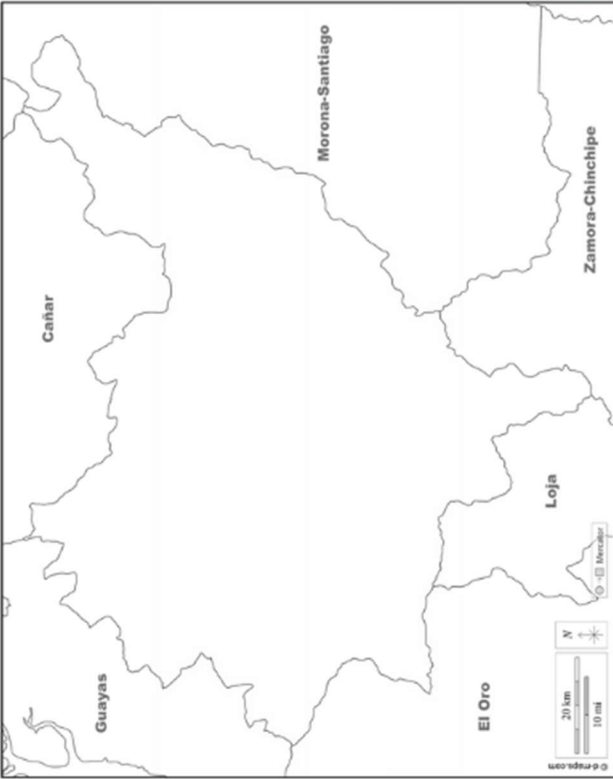 Cañar
Morona-Santiago
Zamora-Chinchipe
Guayas
El Oro
Loja
Mercator
N
20 km
10 mi
© d-maps.com